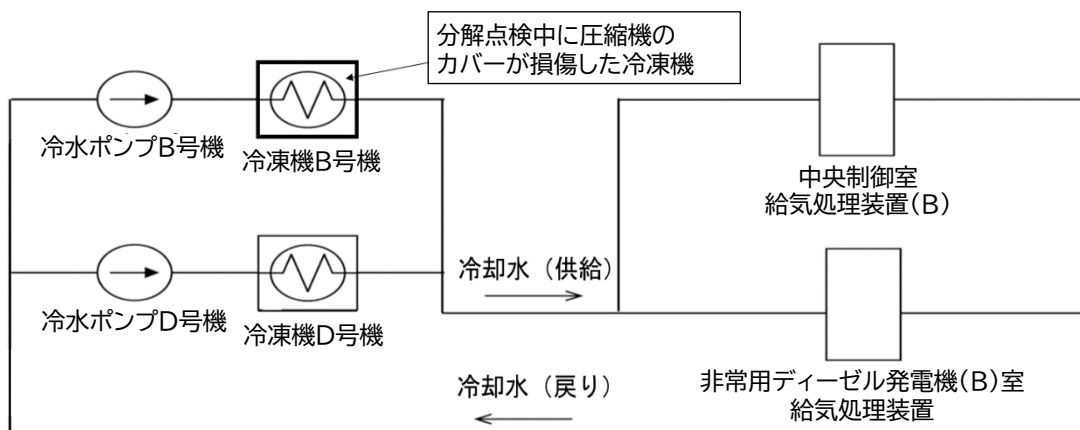 分解点検中に圧縮機の
カバーが損傷した冷凍機
冷水ポンプB号機
冷凍機B号機
中央制御室
給気処理装置(B)
冷却水（供給）
冷水ポンプD号機
冷凍機D号機
冷却水（戻り）
非常用ディーゼル発電機(B)室
給気処理装置